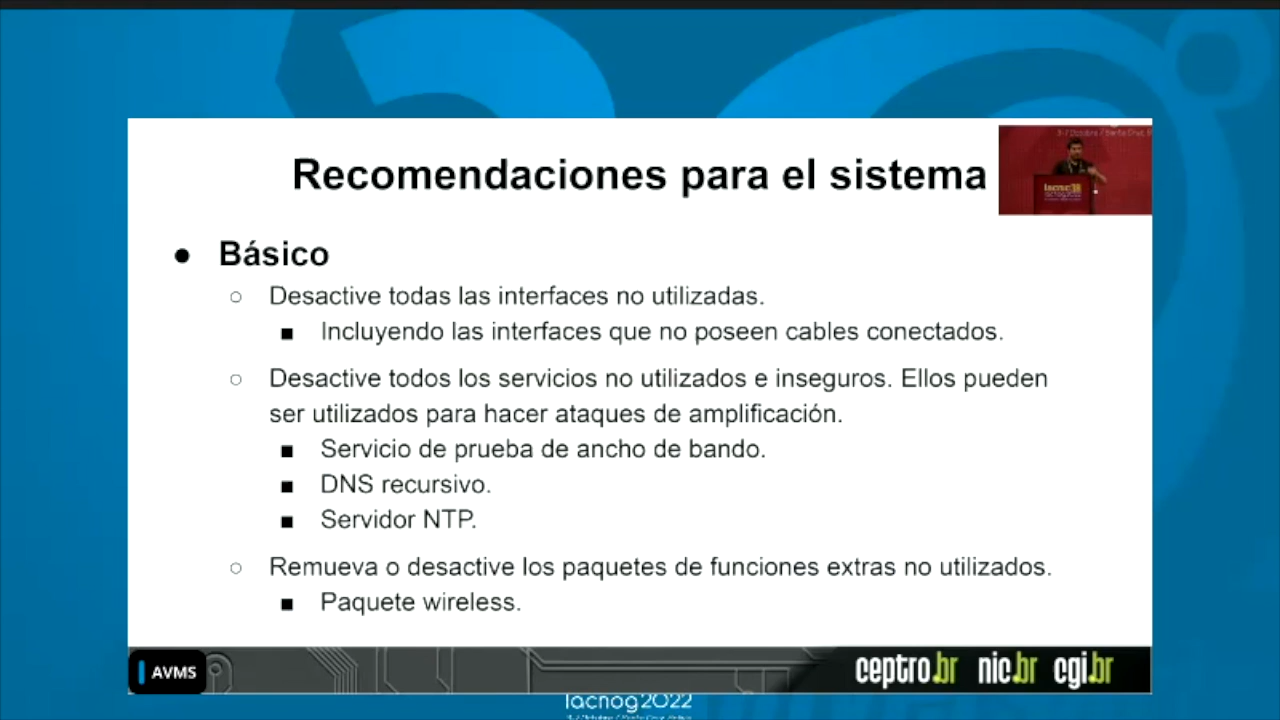 Recomendaciones para el sistema
● Básico
○ Desactive todas las interfaces no utilizadas.
■ Incluyendo las interfaces que no poseen cables conectados.
○ Desactive todos los servicios no utilizados e inseguros. Ellos pueden
ser utilizados para hacer ataques de amplificación.
■ Servicio de prueba de ancho de bando.
■ DNS recursivo.
■ Servidor NTP.
○ Remueva o desactive los paquetes de funciones extras no utilizados.
■ Paquete wireless.
AVMS
ceptro.br nic.br cgi.br
lacnog2022